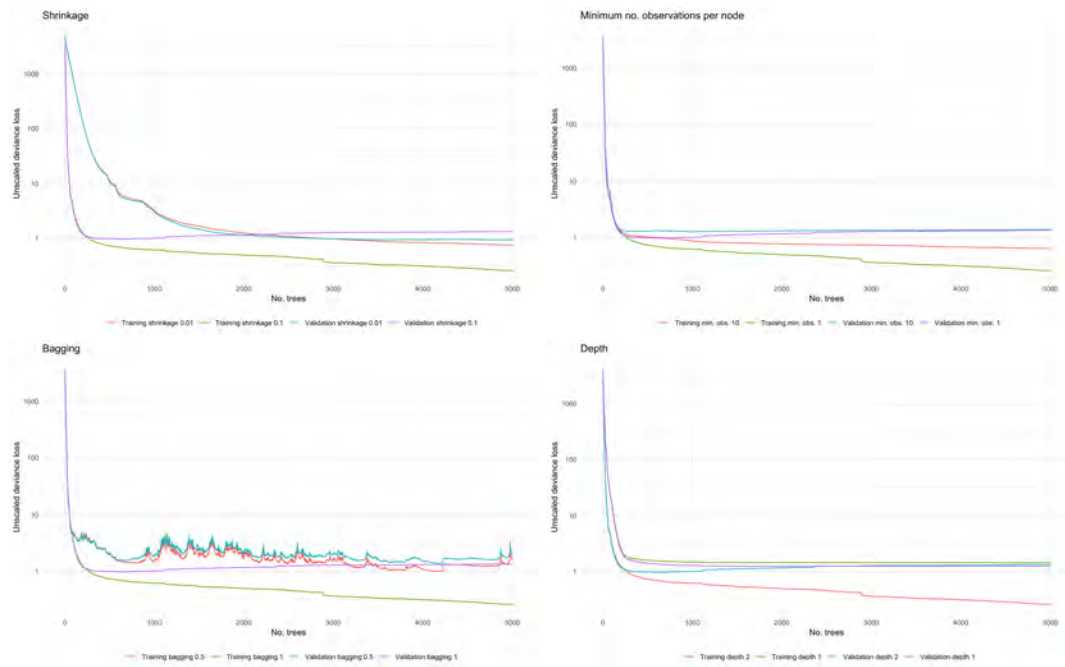 Shrinkage
Unscaled deviance loss
1000
100
10
1
0 1000 2000 3000 4000 5000
No. trees
Training shrinkage 0.01 Training shrinkage 0.1 Validation shrinkage 0.01 Validation shrinkage 0.1
Minimum no. observations per node
Unscaled deviance loss
1000
100
10
1
0 1000 2000 3000 4000 5000
No. trees
Training min. obs. 10 Training min. obs. 1 Validation min. obs. 10 Validation min. obs. 1
Bagging
Unscaled deviance loss
1000
100
10
1
0 1000 2000 3000 4000 5000
No. trees
Training bagging 0.5 Training bagging 1 Validation bagging 0.5 Validation bagging 1
Depth
Unscaled deviance loss
1000
100
10
1
0 1000 2000 3000 4000 5000
No. trees
Training depth 2 Training depth 1 Validation depth 2 Validation depth 1